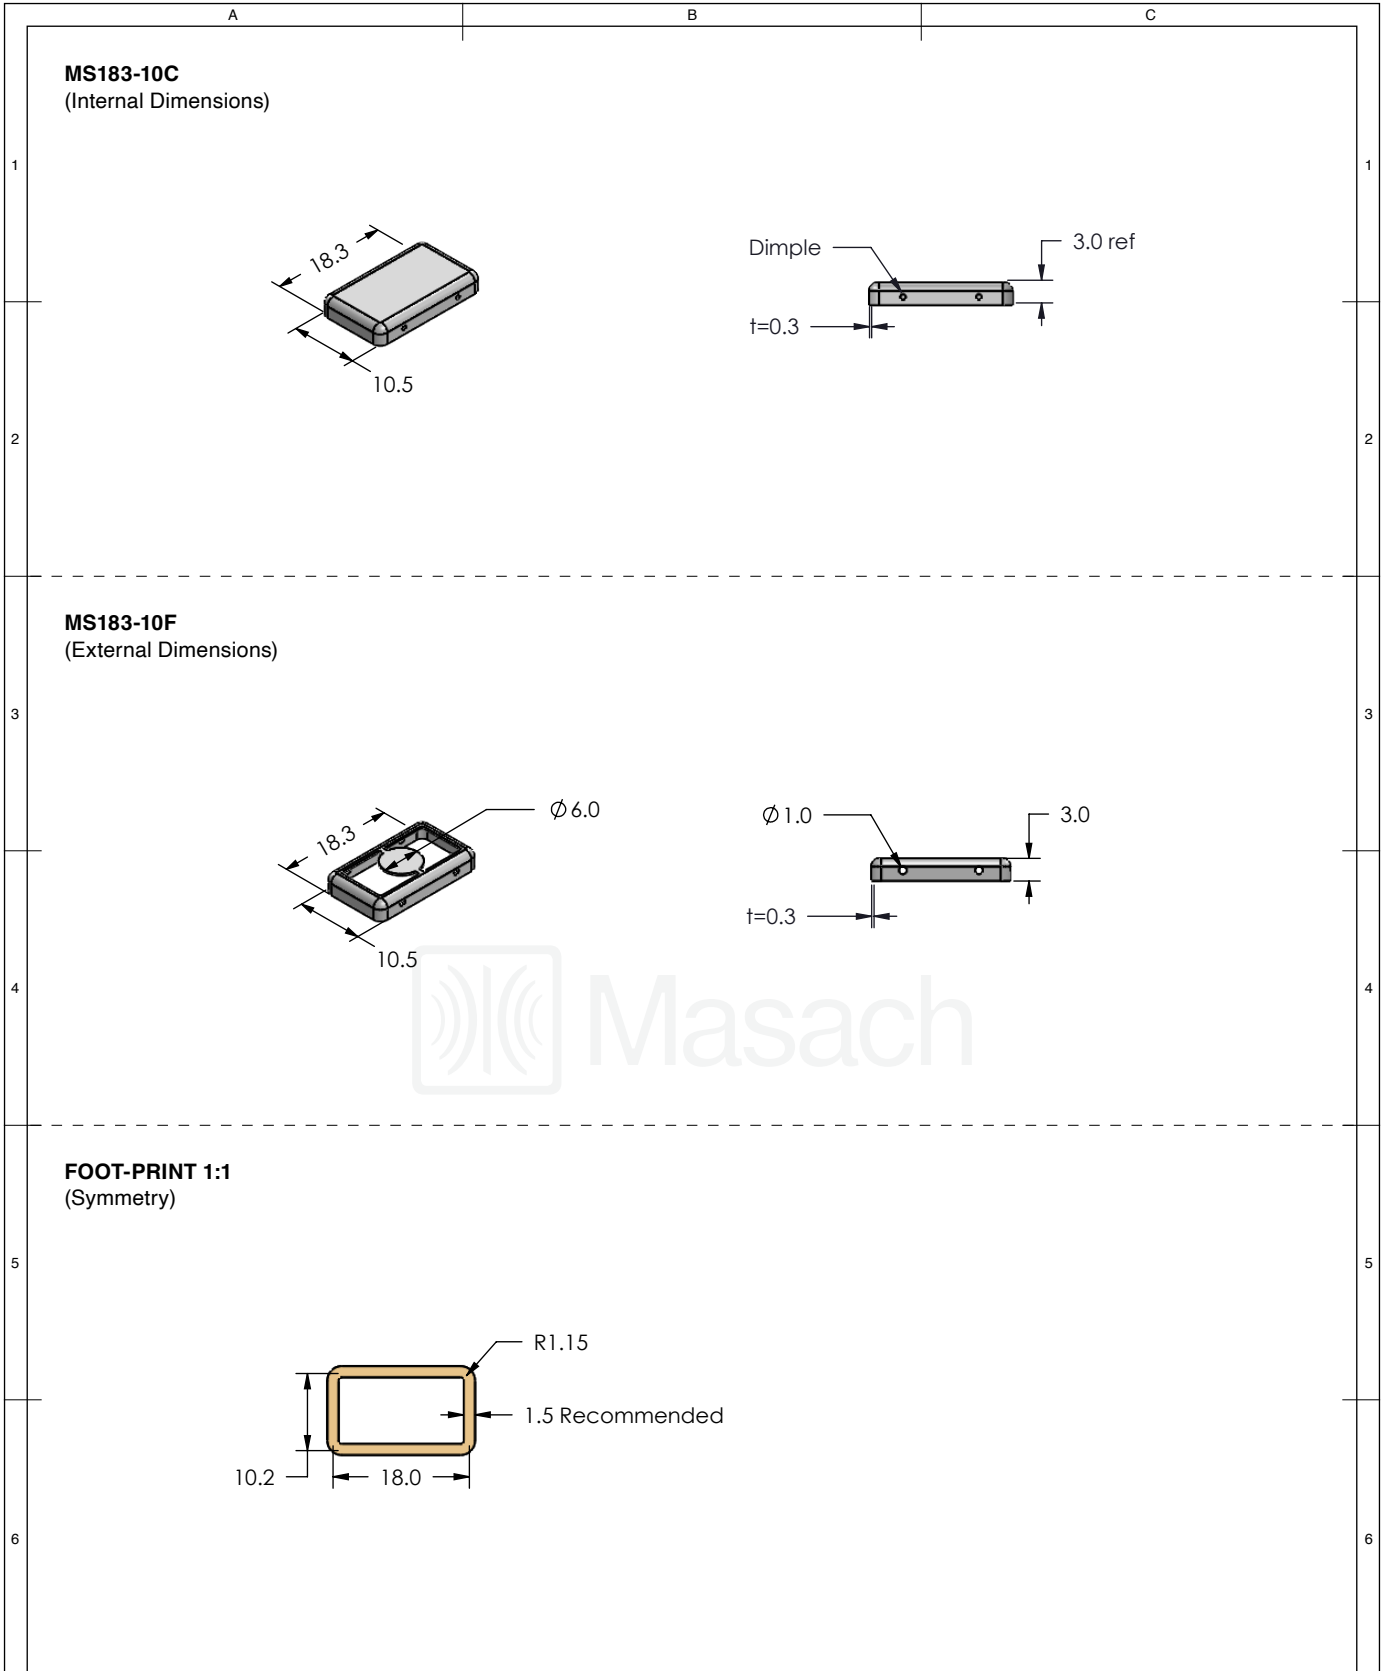 A B C
MS183-10C
(Internal Dimensions)
1 1
18.3
10.5
Dimple
3.0 ref
t=0.3
2 2
MS183-10F
(External Dimensions)
3 3
18.3
Ø6.0
10.5
Ø1.0
3.0
t=0.3
Masach
4 4
FOOT-PRINT 1:1
(Symmetry)
5 5
R1.15
1.5 Recommended
10.2
18.0
6 6